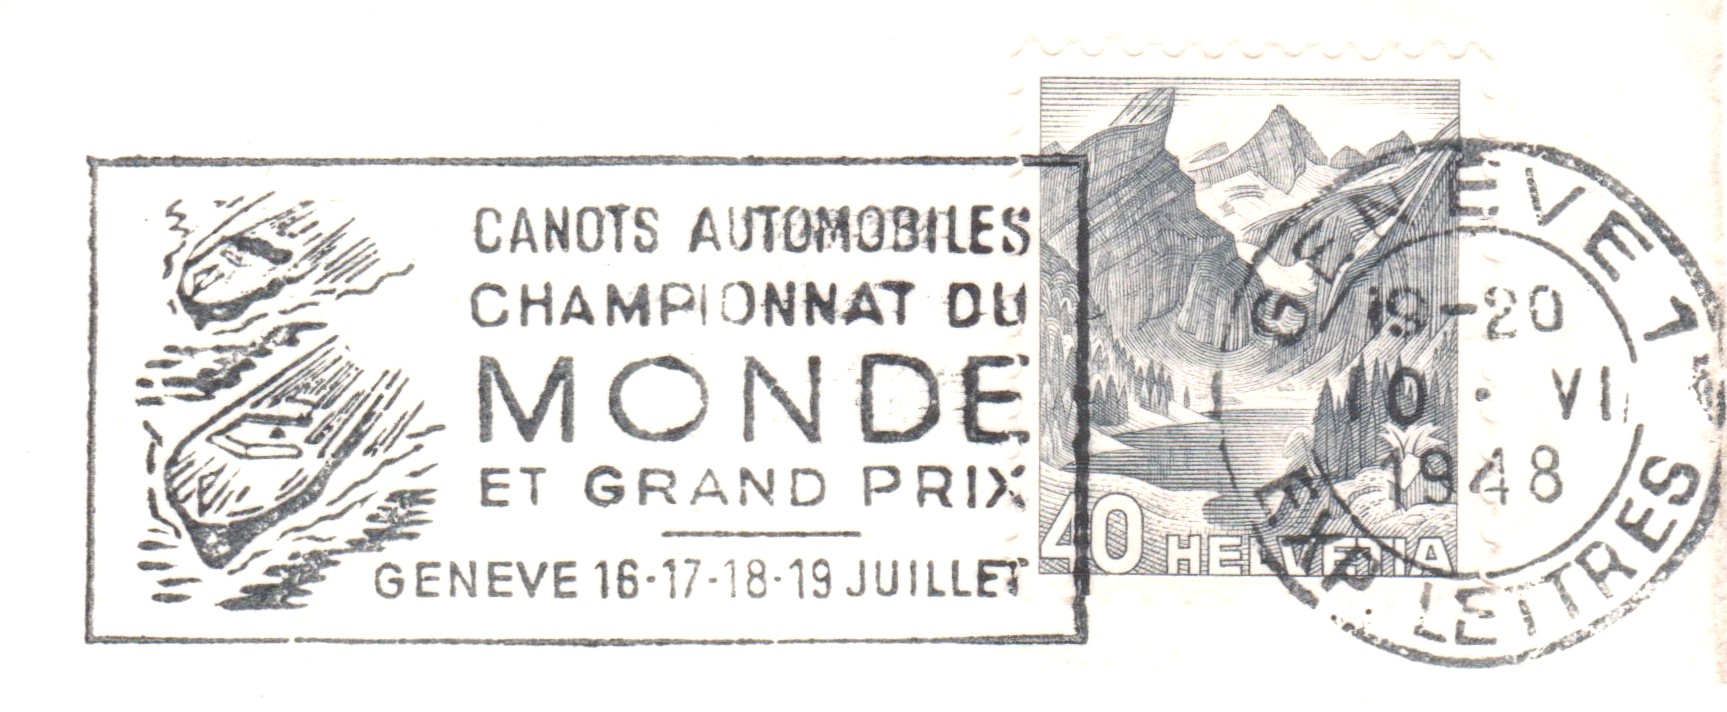 CANOTS AUTOMOBILES
CHAMPIONNAT DU
MONDE
ET GRAND PRIX
GENEVE 16-17-18-19 JUILLET
40 HELVETIA
GENEVE 1
19-20
10 · VI
1948
EXP. LETTRES